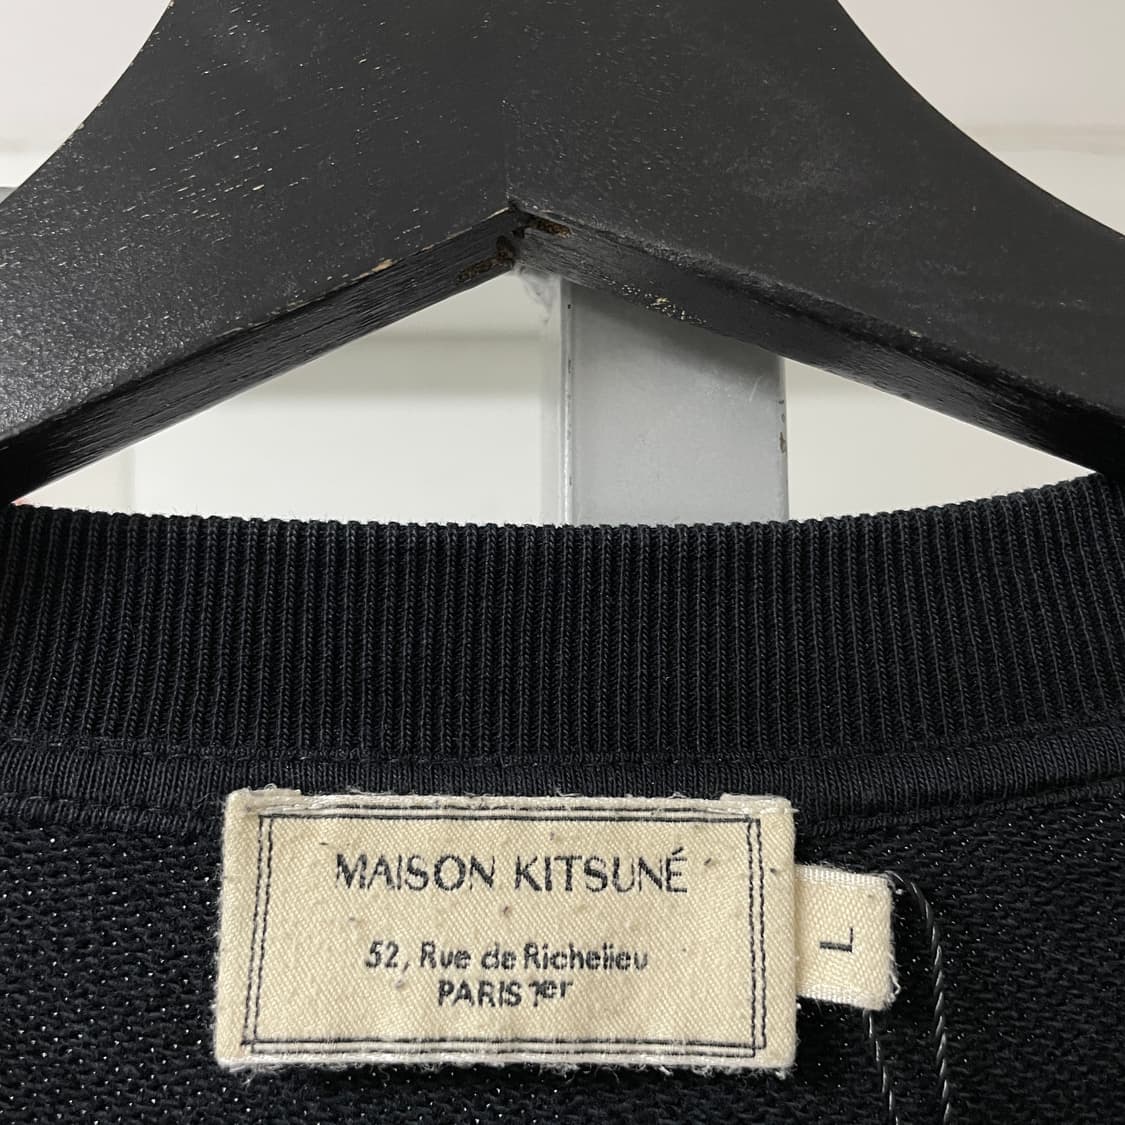 MAISON KITSUNÉ
52, Rue de Richelieu
PARIS 1er
L